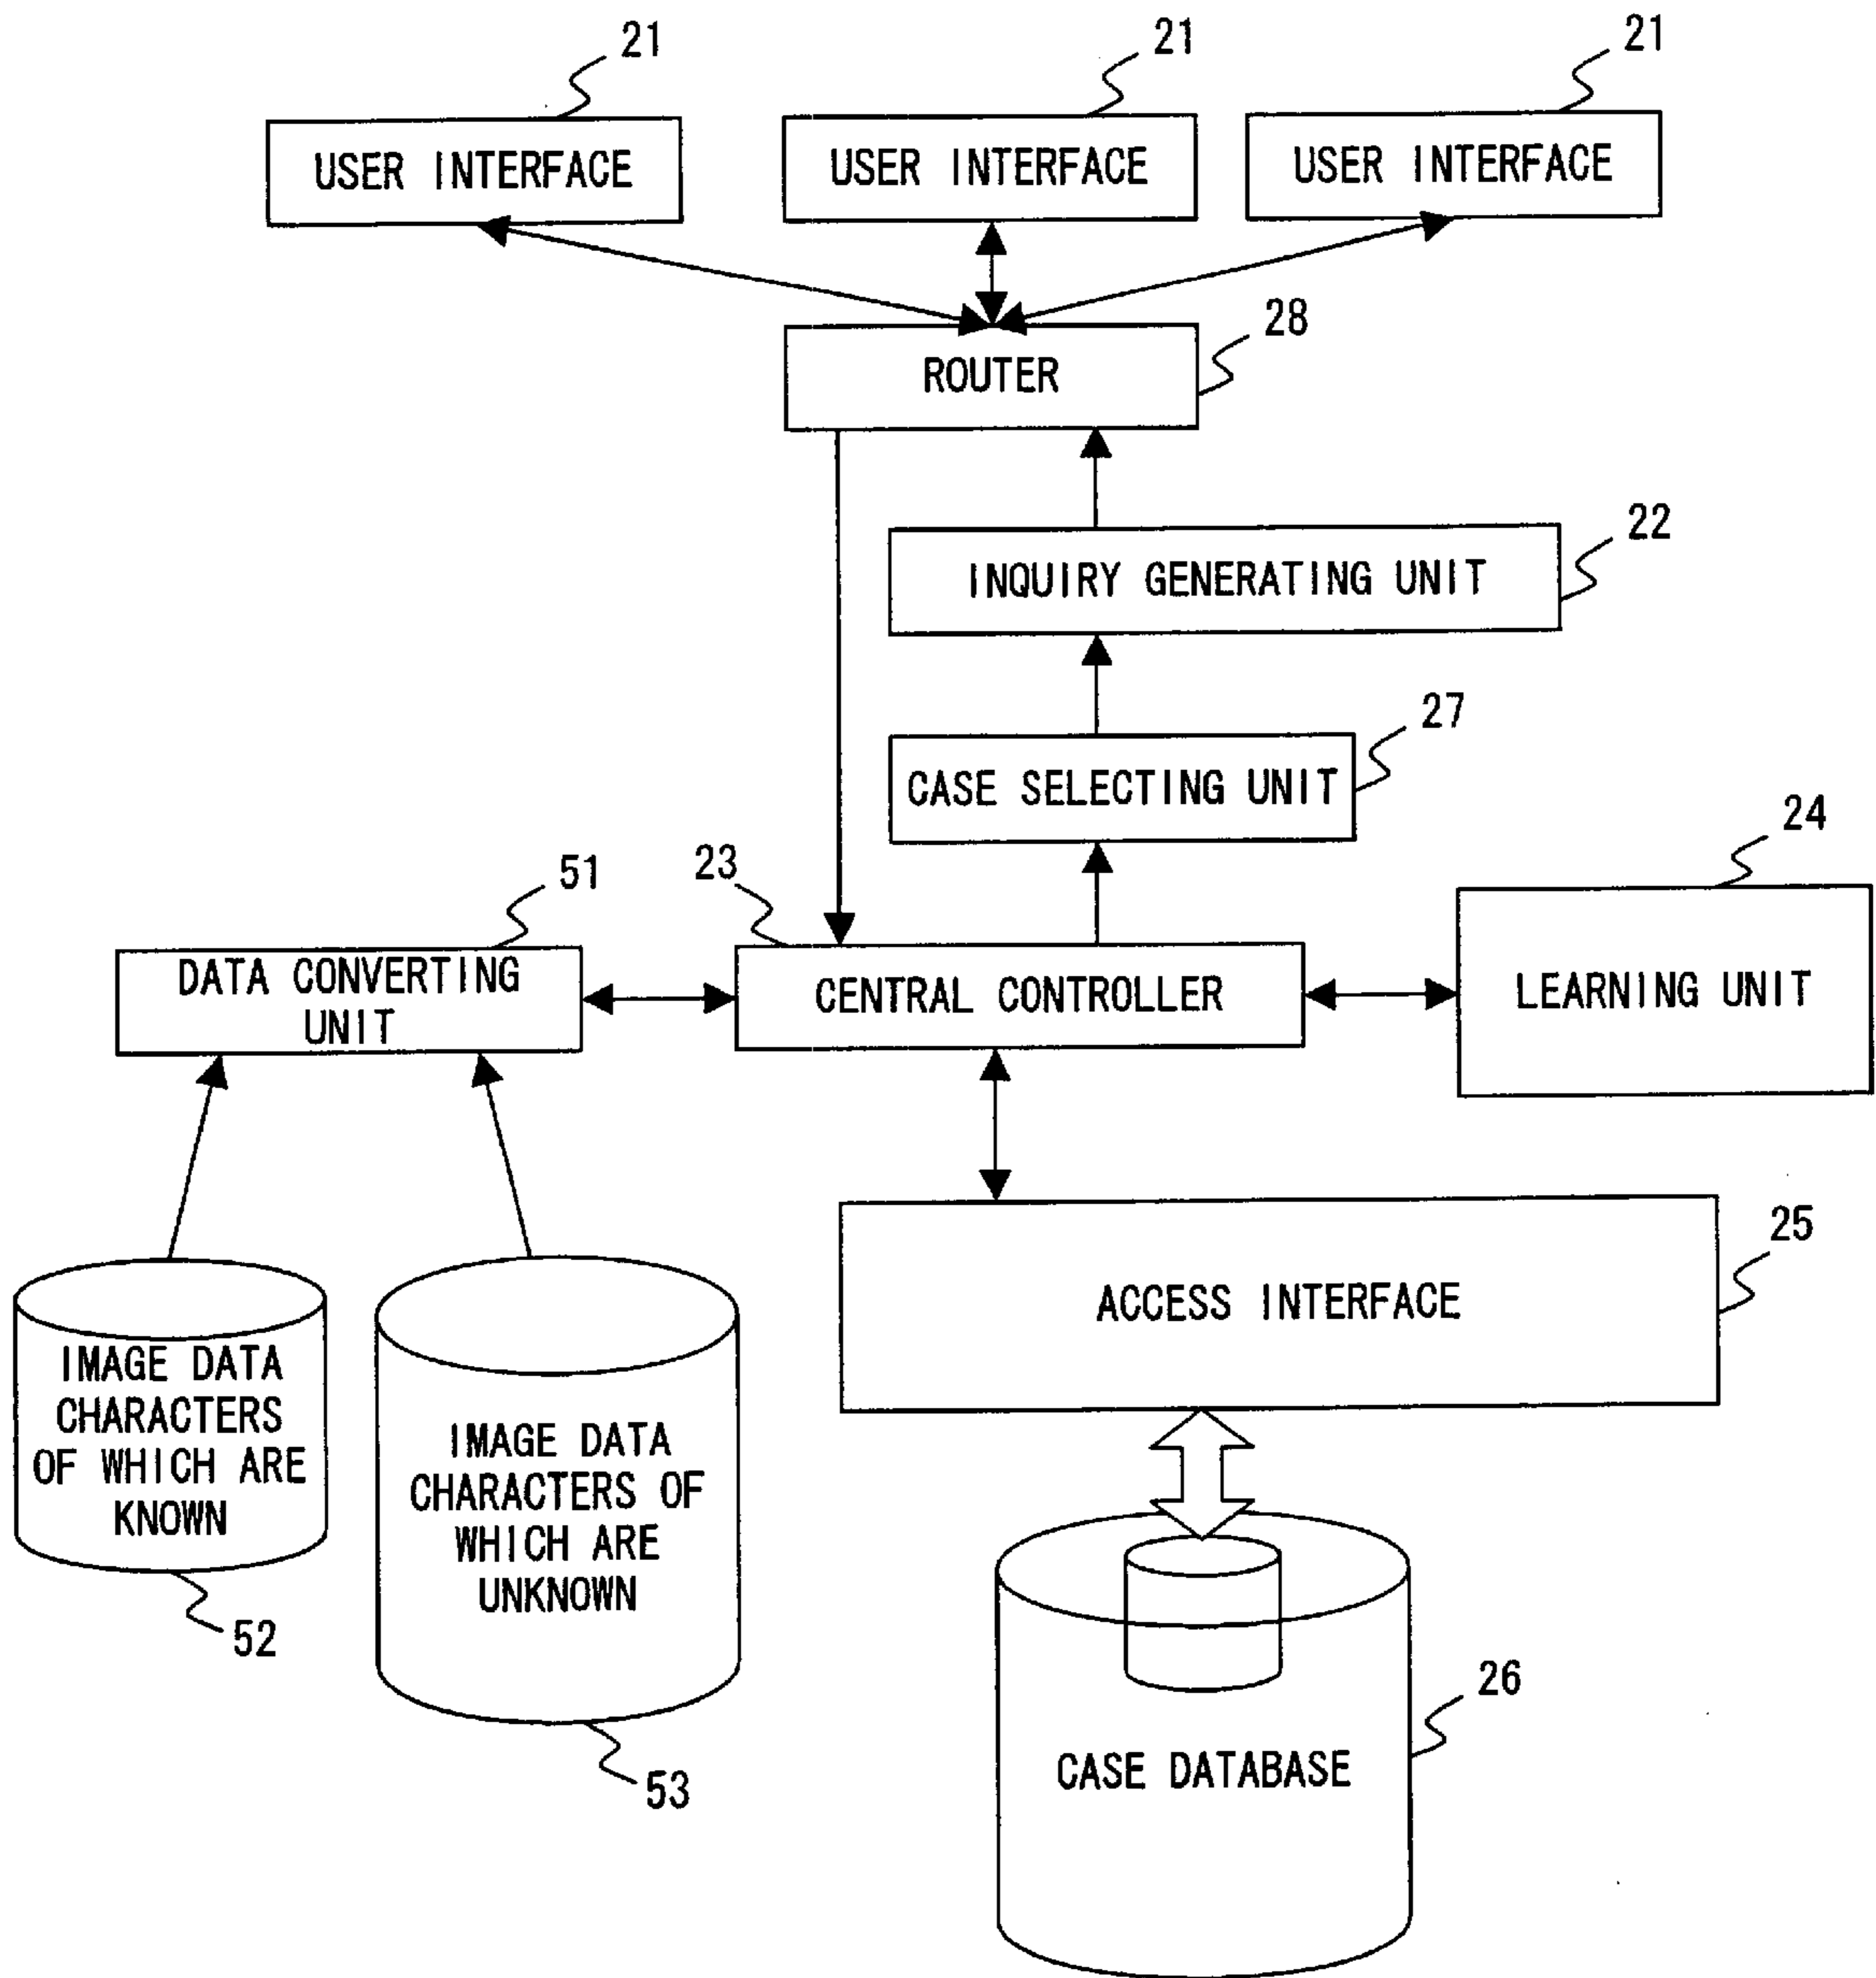 21
21
21
USER INTERFACE
USER INTERFACE
USER INTERFACE
28
ROUTER
22
INQUIRY GENERATING UNIT
27
CASE SELECTING UNIT
24
23
51
DATA CONVERTING
UNIT
CENTRAL CONTROLLER
LEARNING UNIT
25
ACCESS INTERFACE
IMAGE DATA
CHARACTERS
OF WHICH ARE
KNOWN
52
IMAGE DATA
CHARACTERS OF
WHICH ARE
UNKNOWN
53
26
CASE DATABASE